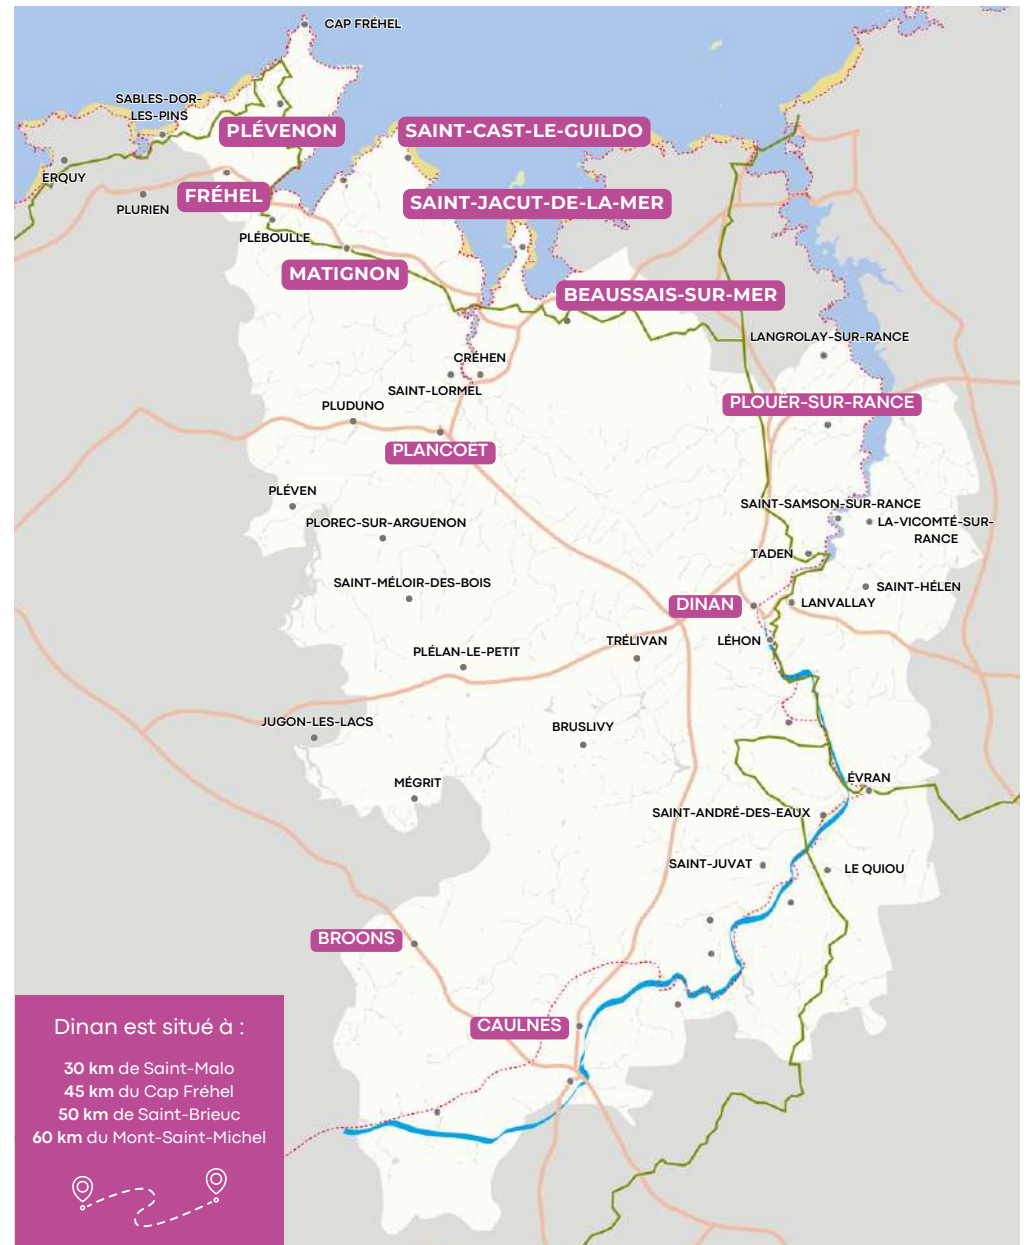 CAP FRÉHEL
SABLES-DOR-
LES-PINS
PLÉVENON
SAINT-CAST-LE-GUILDO
ERQUY
FRÉHEL
SAINT-JACUT-DE-LA-MER
PLURIEN
PLÉBOULLE
MATIGNON
BEAUSSAIS-SUR-MER
LANGROLAY-SUR-RANCE
CRÉHEN
SAINT-LORMEL
PLUDUNO
PLOUËR-SUR-RANCE
PLANCOËT
PLÉVEN
SAINT-SAMSON-SUR-RANCE
PLOREC-SUR-ARGUENON
LA-VICOMTÉ-SUR-
RANCE
TADEN
SAINT-MÉLOIR-DES-BOIS
SAINT-HÉLEN
DINAN
LANVALLAY
TRÉLIVAN
LÉHON
PLÉLAN-LE-PETIT
JUGON-LES-LACS
BRUSLIVY
MÉGRIT
ÉVRAN
SAINT-ANDRÉ-DES-EAUX
SAINT-JUVAT
LE QUIOU
BROONS
CAULNES
Dinan est situé à :
30 km de Saint-Malo
45 km du Cap Fréhel
50 km de Saint-Brieuc
60 km du Mont-Saint-Michel